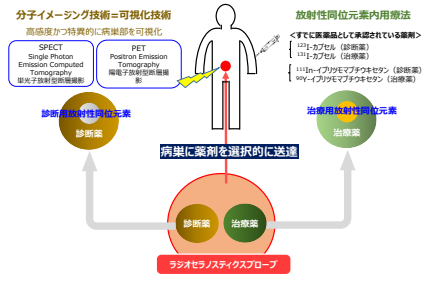 分子イメージング技術＝可視化技術
高感度かつ特異的に病巣部を可視化
SPECT
Single Photon
Emission Computed
Tomography
単光子放射型断層撮
影
PET
Positron Emission
Tomography
陽電子放射型断層撮
影
放射性同位元素内用療法
＜すでに医薬品として承認されている薬剤＞
¹²³I-カプセル（診断薬）
¹³¹I-カプセル（治療薬）
¹¹¹In-イブリツモマブチウキセタン（診断薬）
⁹⁰Y-イブリツモマブチウキセタン（治療薬）
診断用放射性同位元素
診断薬
治療用放射性同位元素
治療薬
病巣に薬剤を選択的に送達
診断薬
治療薬
ラジオセラノスティクスプローブ